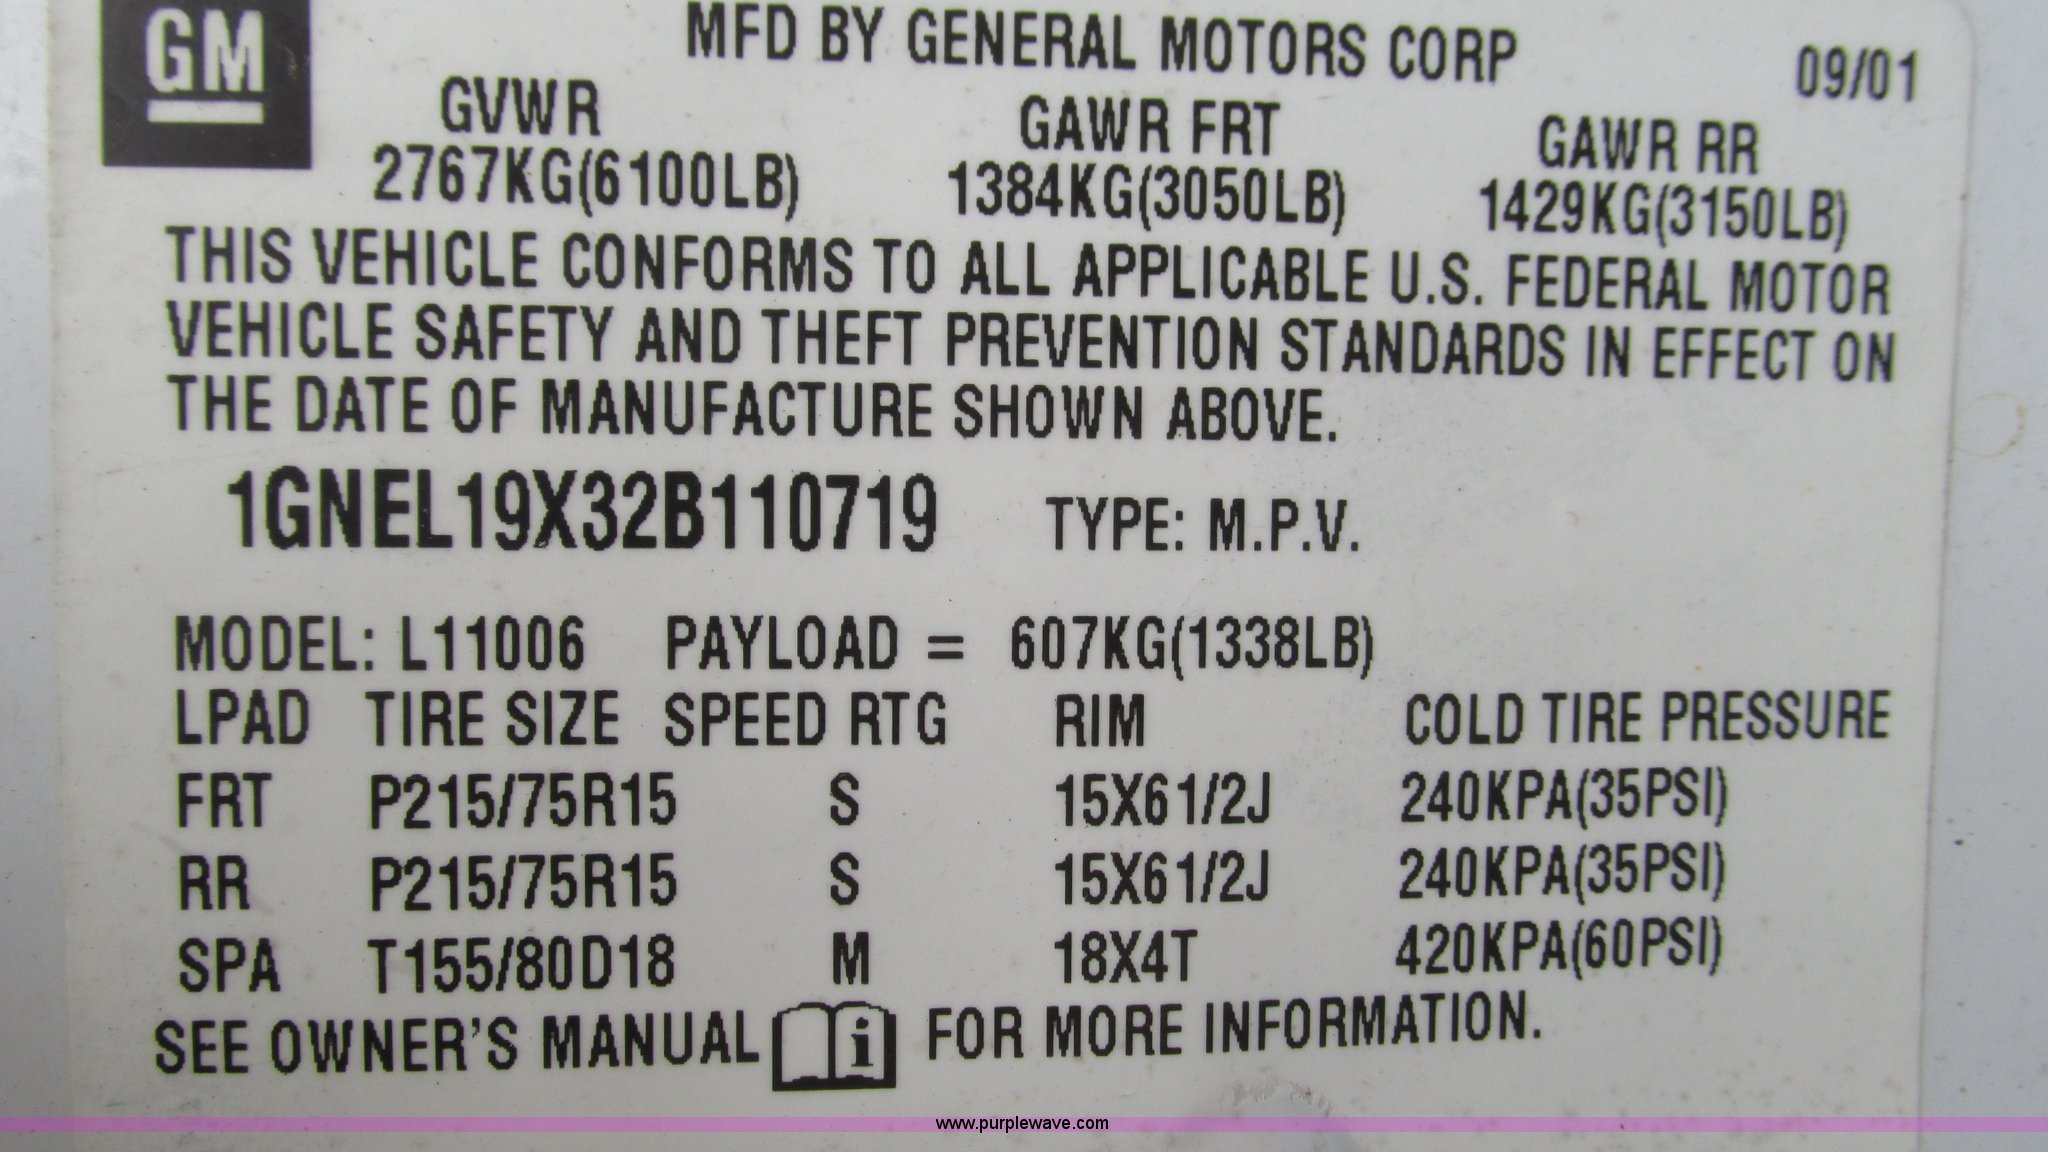 GM
MFD BY GENERAL MOTORS CORP
09/01
GVWR GAWR FRT GAWR RR
2767KG(6100LB) 1384KG(3050LB) 1429KG(3150LB)
THIS VEHICLE CONFORMS TO ALL APPLICABLE U.S. FEDERAL MOTOR
VEHICLE SAFETY AND THEFT PREVENTION STANDARDS IN EFFECT ON
THE DATE OF MANUFACTURE SHOWN ABOVE.
1GNEL19X32B110719 TYPE: M.P.V.
MODEL: L11006 PAYLOAD = 607KG(1338LB)
LPAD TIRE SIZE SPEED RTG RIM COLD TIRE PRESSURE
FRT P215/75R15 S 15X61/2J 240KPA(35PSI)
RR P215/75R15 S 15X61/2J 240KPA(35PSI)
SPA T155/80D18 M 18X4T 420KPA(60PSI)
SEE OWNER'S MANUAL i FOR MORE INFORMATION.
www.purplewave.com